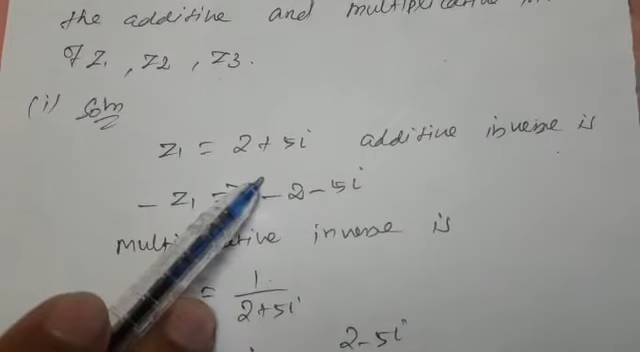 the additive and multiplicative
of z₁, z2, z3.
(i) Soln
z₁ = 2+5i additive inverse is
- z₁ = -2-5i
inverse is
= 1/2+5i
2-5i